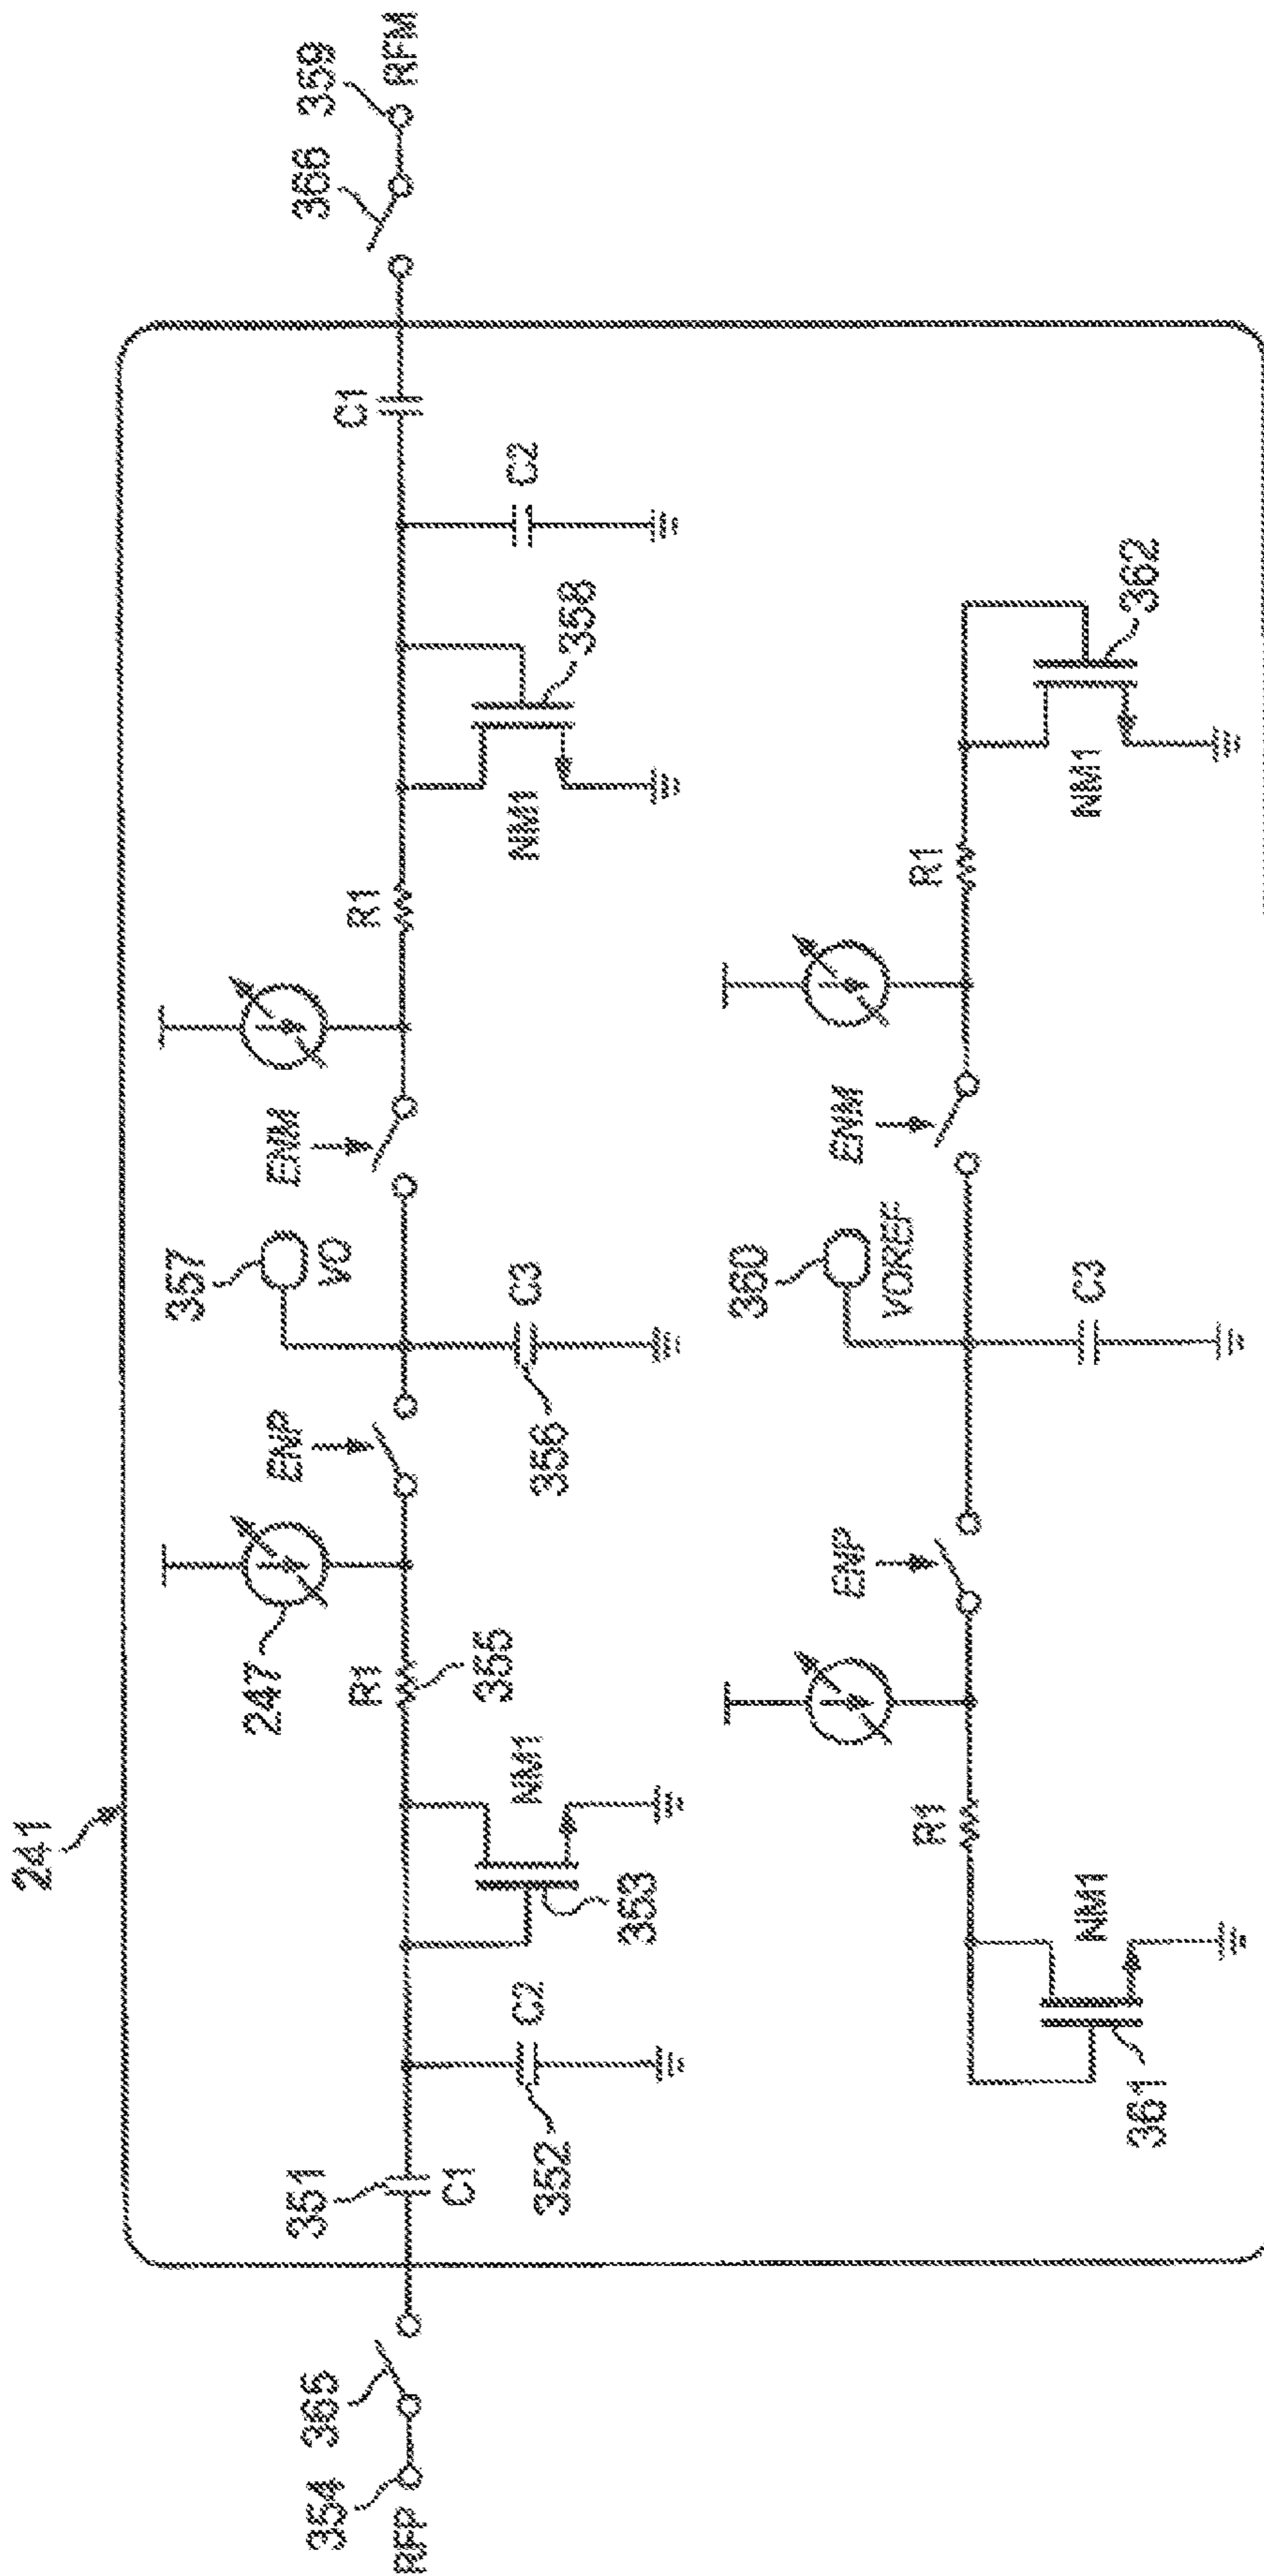 241
354
RFP
365
351
C1
352
C2
353
NM1
R1
355
247
ENP
356
C3
357
VO
ENM
R1
NM1
358
C2
C1
366
359
RFM
361
NM1
R1
ENP
360
VOREF
C3
ENM
R1
NM1
362